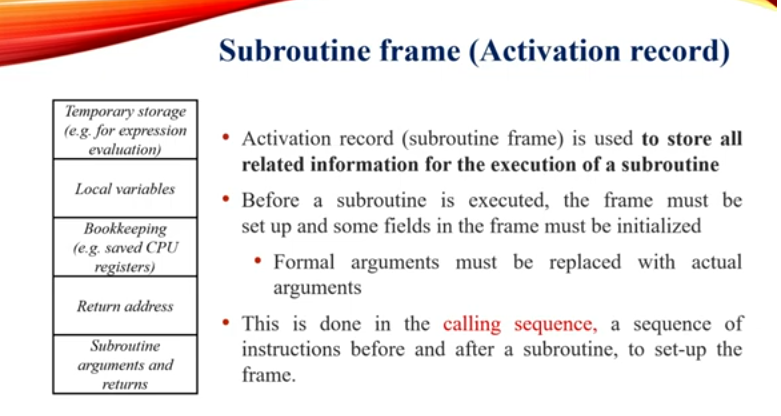 Subroutine frame (Activation record)
Temporary storage
(e.g. for expression
evaluation)
Local variables
Bookkeeping
(e.g. saved CPU
registers)
Return address
Subroutine
arguments and
returns
• Activation record (subroutine frame) is used to store all
related information for the execution of a subroutine
• Before a subroutine is executed, the frame must be
set up and some fields in the frame must be initialized
• Formal arguments must be replaced with actual
arguments
• This is done in the calling sequence, a sequence of
instructions before and after a subroutine, to set-up the
frame.